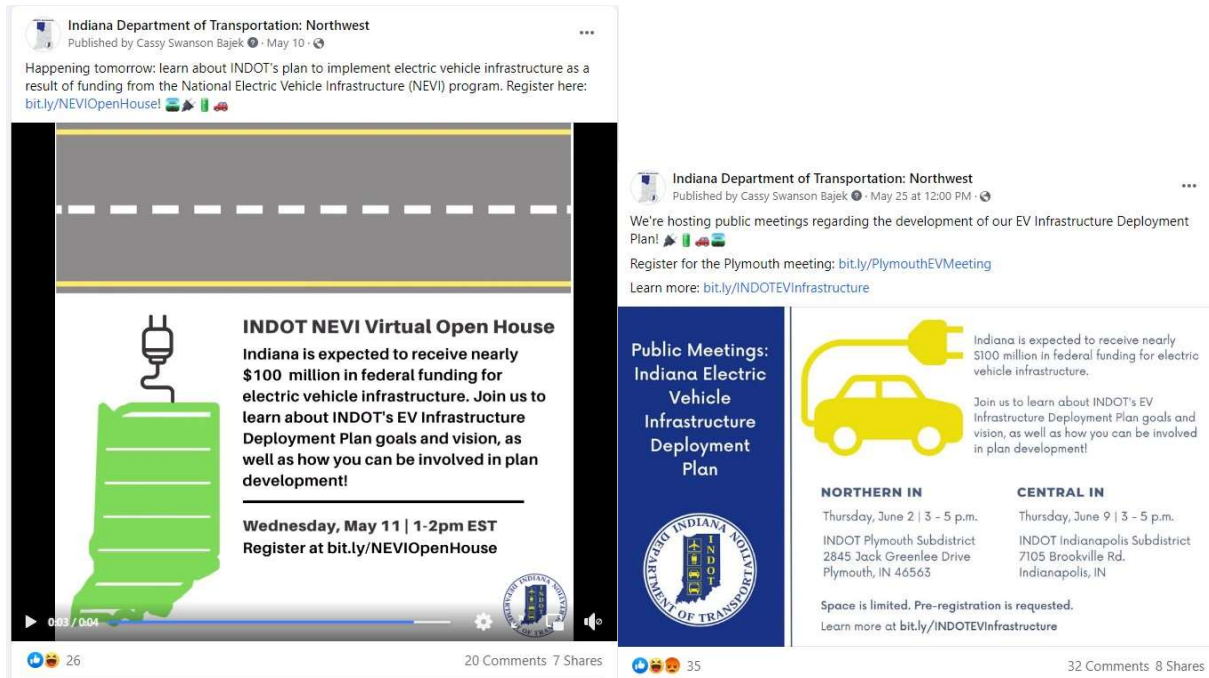 Indiana Department of Transportation: Northwest
Published by Cassy Swanson Bajek · May 10 ·
Happening tomorrow: learn about INDOT's plan to implement electric vehicle infrastructure as a
result of funding from the National Electric Vehicle Infrastructure (NEVI) program. Register here:
bit.ly/NEVIOpenHouse!
INDOT NEVI Virtual Open House
Indiana is expected to receive nearly
$100 million in federal funding for
electric vehicle infrastructure. Join us to
learn about INDOT's EV Infrastructure
Deployment Plan goals and vision, as
well as how you can be involved in plan
development!
Wednesday, May 11 | 1-2pm EST
Register at bit.ly/NEVIOpenHouse
INDIANA
DEPARTMENT OF TRANSPORTATION
INDOT
0:03 / 0:04
26
20 Comments 7 Shares
Indiana Department of Transportation: Northwest
Published by Cassy Swanson Bajek · May 25 at 12:00 PM ·
We're hosting public meetings regarding the development of our EV Infrastructure Deployment
Plan!
Register for the Plymouth meeting: bit.ly/PlymouthEVMeeting
Learn more: bit.ly/INDOTEVInfrastructure
Public Meetings:
Indiana Electric
Vehicle
Infrastructure
Deployment
Plan
INDIANA
DEPARTMENT OF TRANSPORTATION
INDOT
Indiana is expected to receive nearly
$100 million in federal funding for electric
vehicle infrastructure.
Join us to learn about INDOT's EV
Infrastructure Deployment Plan goals and
vision, as well as how you can be involved
in plan development!
NORTHERN IN
Thursday, June 2 | 3 - 5 p.m.
INDOT Plymouth Subdistrict
2845 Jack Greenlee Drive
Plymouth, IN 46563
CENTRAL IN
Thursday, June 9 | 3 - 5 p.m.
INDOT Indianapolis Subdistrict
7105 Brookville Rd.
Indianapolis, IN
Space is limited. Pre-registration is requested.
Learn more at bit.ly/INDOTEVInfrastructure
35
32 Comments 8 Shares